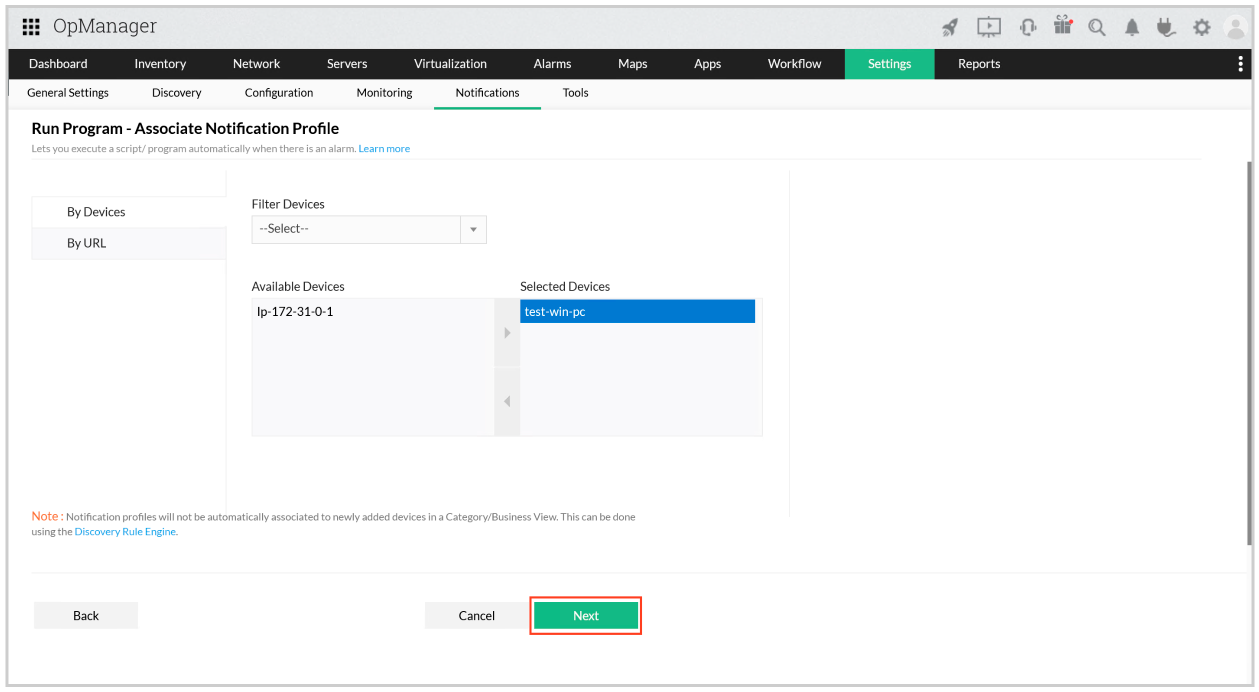 OpManager
Dashboard Inventory Network Servers Virtualization Alarms Maps Apps Workflow Settings Reports
General Settings Discovery Configuration Monitoring Notifications Tools
Run Program - Associate Notification Profile
Lets you execute a script/ program automatically when there is an alarm. Learn more
By Devices
By URL
Filter Devices
--Select--
Available Devices Selected Devices
Ip-172-31-0-1 test-win-pc
Note : Notification profiles will not be automatically associated to newly added devices in a Category/Business View. This can be done
using the Discovery Rule Engine.
Back Cancel Next